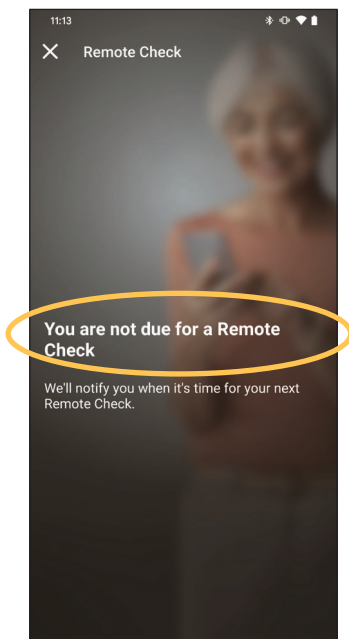 11:13
Remote Check
You are not due for a Remote
Check
We'll notify you when it's time for your next
Remote Check.